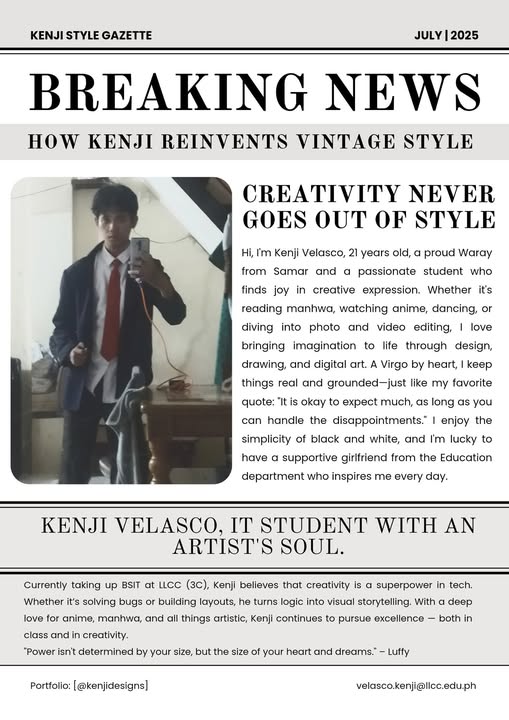 KENJI STYLE GAZETTE
JULY | 2025
BREAKING NEWS
HOW KENJI REINVENTS VINTAGE STYLE
CREATIVITY NEVER
GOES OUT OF STYLE
Hi, I'm Kenji Velasco, 21 years old, a proud Waray
from Samar and a passionate student who
finds joy in creative expression. Whether it's
reading manhwa, watching anime, dancing, or
diving into photo and video editing, I love
bringing imagination to life through design,
drawing, and digital art. A Virgo by heart, I keep
things real and grounded—just like my favorite
quote: "It is okay to expect much, as long as you
can handle the disappointments." I enjoy the
simplicity of black and white, and I'm lucky to
have a supportive girlfriend from the Education
department who inspires me every day.
KENJI VELASCO, IT STUDENT WITH AN
ARTIST'S SOUL.
Currently taking up BSIT at LLCC (3C), Kenji believes that creativity is a superpower in tech.
Whether it's solving bugs or building layouts, he turns logic into visual storytelling. With a deep
love for anime, manhwa, and all things artistic, Kenji continues to pursue excellence — both in
class and in creativity.
"Power isn't determined by your size, but the size of your heart and dreams." – Luffy
Portfolio: [@kenjidesigns]
velasco.kenji@llcc.edu.ph